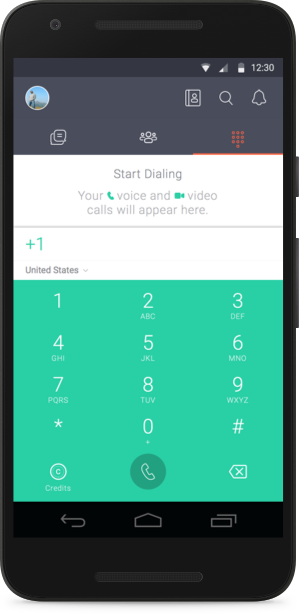 12:30
Start Dialing
Your voice and video
calls will appear here.
+1
United States
1 2 3
ABC DEF
4 5 6
GHI JKL MNO
7 8 9
PQRS TUV WXYZ
* 0 #
+
C
Credits